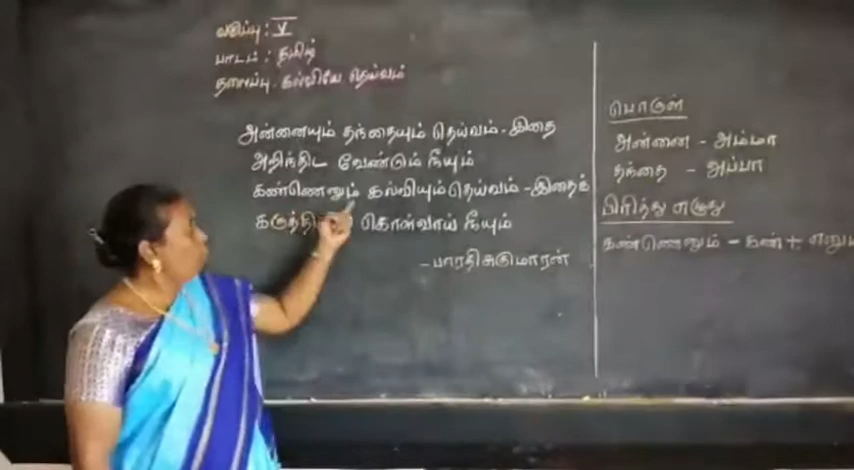 வகுப்பு : V
பாடம் : தமிழ்
தலைப்பு. கல்வியே தெய்வம்
அன்னையும் தந்தையும் தெய்வம் - இதை
அறிந்திட வேண்டும் நீயும்
கண்ணெனும் கல்வியும் தெய்வம் - இதைக்
கொள்வாய் நீயும்
- பாரதிசுகுமாரன்
பொருள்
அன்னை - அம்மா
தந்தை - அப்பா
பிரித்து எழுது
கண்ணெனும் - கண் +